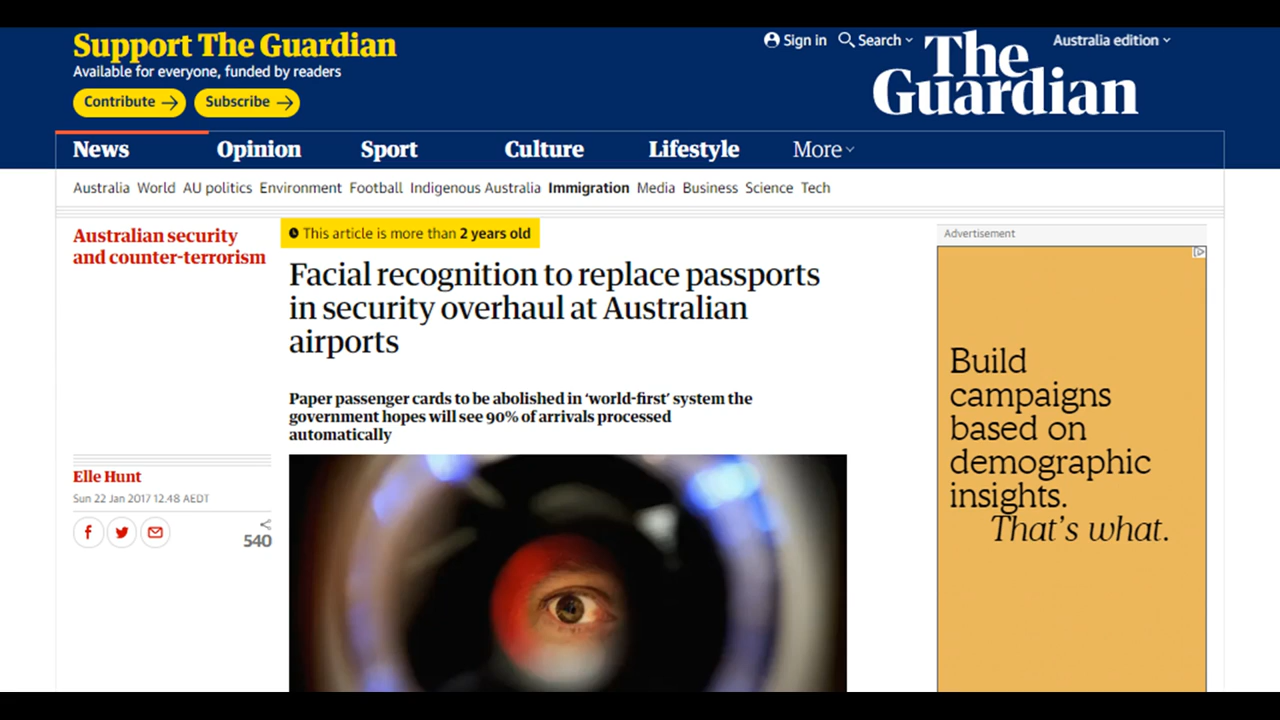 Support The Guardian
Available for everyone, funded by readers
Contribute
Subscribe
Sign in
Search
The
Guardian
Australia edition
News
Opinion
Sport
Culture
Lifestyle
More
Australia World AU politics Environment Football Indigenous Australia Immigration Media Business Science Tech
Australian security
and counter-terrorism
This article is more than 2 years old
Facial recognition to replace passports
in security overhaul at Australian
airports
Paper passenger cards to be abolished in ‘world-first’ system the
government hopes will see 90% of arrivals processed
automatically
Elle Hunt
Sun 22 Jan 2017 12.48 AEDT
540
Advertisement
Build
campaigns
based on
demographic
insights.
That’s what.